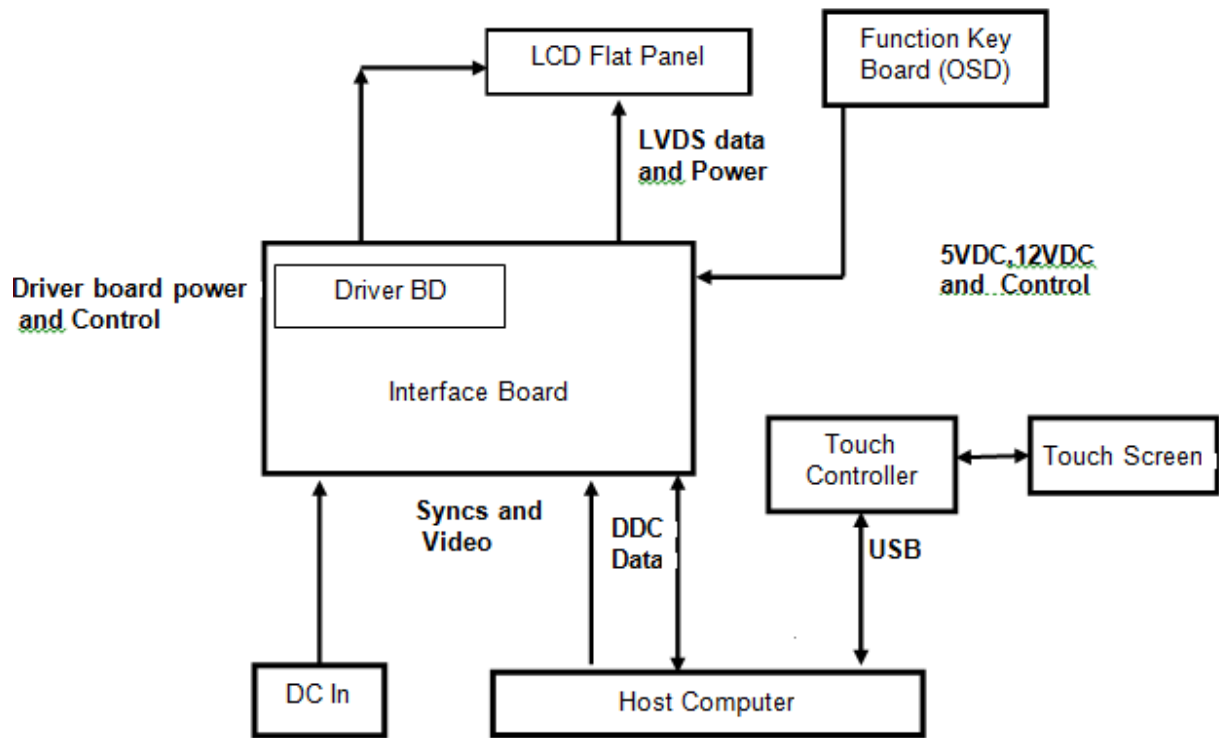 LCD Flat Panel
Function Key
Board (OSD)
LVDS data
and Power
5VDC,12VDC
and Control
Driver board power
and Control
Driver BD
Interface Board
Touch
Controller
Touch Screen
Syncs and
Video
DDC
Data
USB
DC In
Host Computer